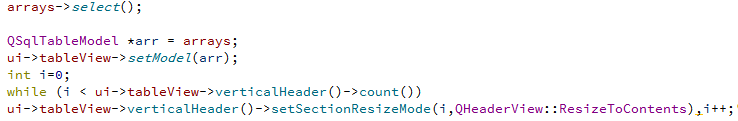 arrays->select();
QSqlTableModel *arr = arrays;
ui->tableView->setModel(arr);
int i=0;
while (i < ui->tableView->verticalHeader()->count())
ui->tableView->verticalHeader()->setSectionResizeMode(i,QHeaderView::ResizeToContents),i++;